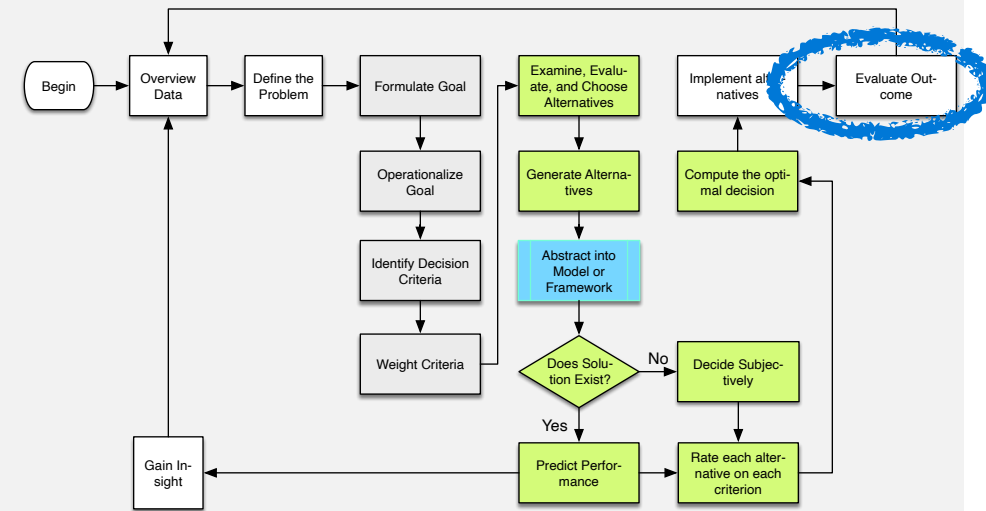 Begin
Overview
Data
Define the
Problem
Formulate Goal
Operationalize
Goal
Identify Decision
Criteria
Weight Criteria
Examine, Evalu-
ate, and Choose
Alternatives
Generate Alterna-
tives
Abstract into
Model or
Framework
Does Solu-
tion Exist?
No
Yes
Decide Subjec-
tively
Predict Perfor-
mance
Rate each alter-
native on each
criterion
Compute the opti-
mal decision
Implement
natives
Evaluate Out-
come
Gain In-
sight